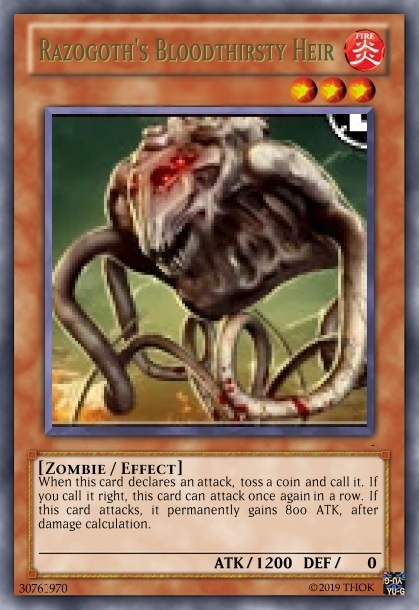 Razogoth's Bloodthirsty Heir
FIRE
炎
[Zombie / Effect]
When this card declares an attack, toss a coin and call it. If
you call it right, this card can attack once again in a row. If
this card attacks, it permanently gains 800 ATK, after
damage calculation.
ATK / 1200 DEF / 0
©2019 THOK